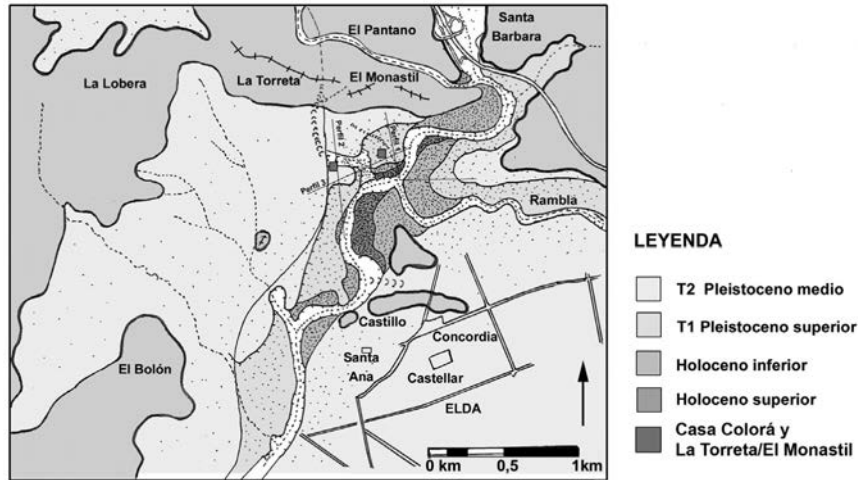 El Pantano
Santa
Barbara
La Lobera
La Torreta
El Monastil
Perfil 2
Perfil 3
Rambla
Castillo
Concordia
Santa
Ana
Castellar
El Bolón
ELDA
0 km
0,5
1km
LEYENDA
T2 Pleistoceno medio
T1 Pleistoceno superior
Holoceno inferior
Holoceno superior
Casa Colorá y
La Torreta/El Monastil